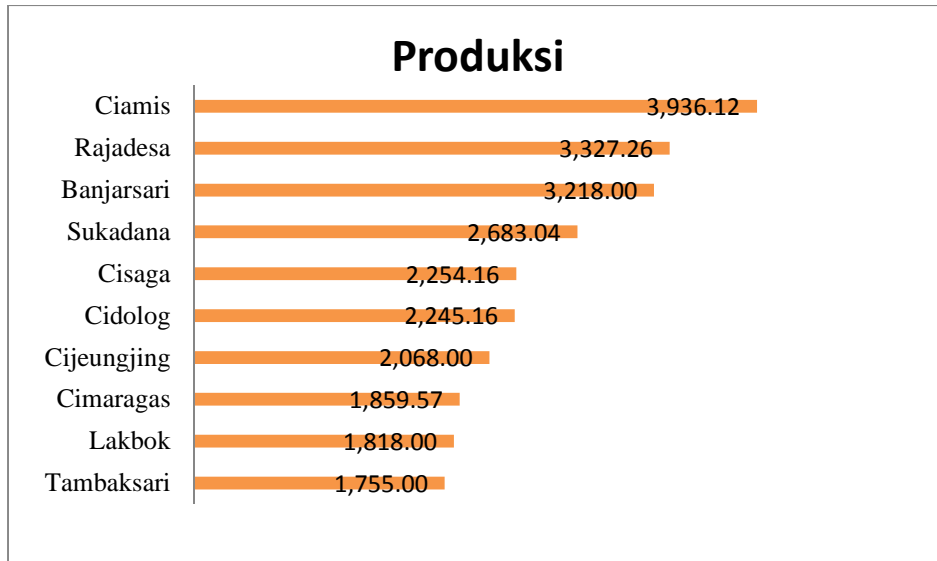 Produksi
Ciamis 3,936.12
Rajadesa 3,327.26
Banjarsari 3,218.00
Sukadana 2,683.04
Cisaga 2,254.16
Cidolog 2,245.16
Cijeungjing 2,068.00
Cimaragas 1,859.57
Lakbok 1,818.00
Tambaksari 1,755.00